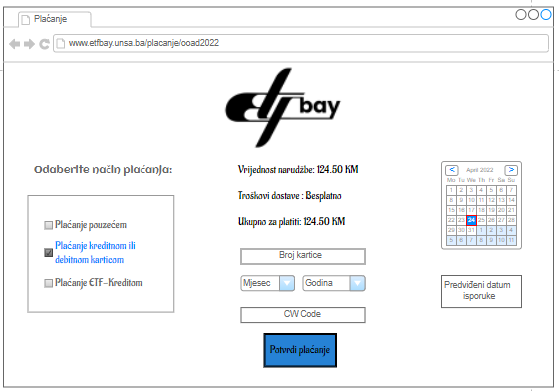 Plaćanje
www.etfbay.unsa.ba/placanje/ooad2022
etf bay
Odaberite način plaćanja:
Plaćanje pouzećem
Plaćanje kreditnom ili
debitnom karticom
Plaćanje ETF-Kreditom
Vrijednost narudžbe: 124.50 KM
Troškovi dostave : Besplatno
Ukupno za platiti: 124.50 KM
Broj kartice
Mjesec
Godina
CW Code
Potvrdi plaćanje
< April 2022 >
Mo Tu We Th Fr Sa Su
1 2 3 4 5 6 7
8 9 10 11 12 13 14
15 16 17 18 19 20 21
22 23 24 25 26 27 28
29 30 31 1 2 3 4
5 6 7 8 9 10 11
Predviđeni datum
isporuke